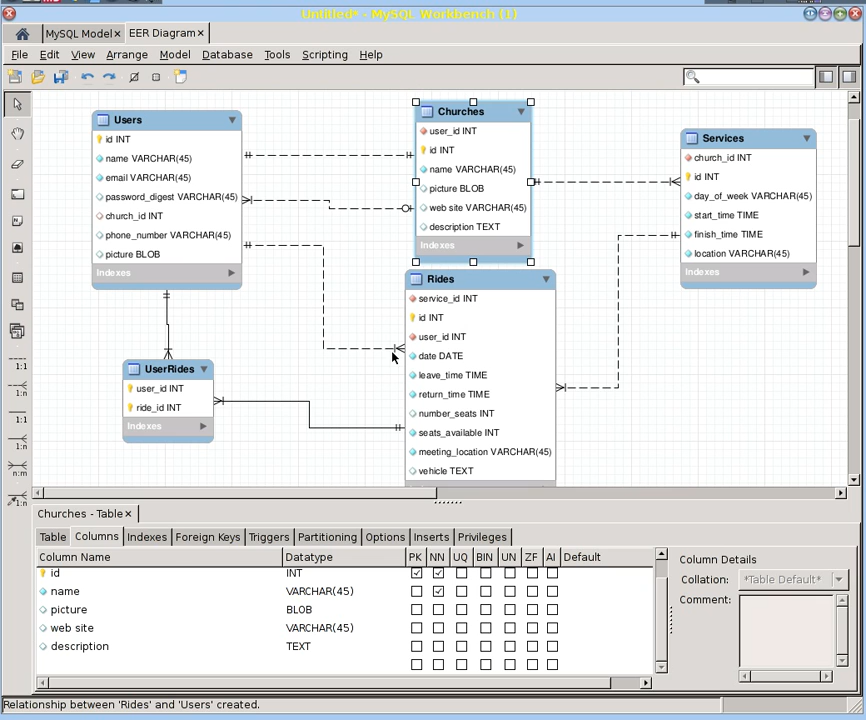 Untitled* - MySQL Workbench (1)
MySQL Model× EER Diagram×
File Edit View Arrange Model Database Tools Scripting Help
Users
id INT
name VARCHAR(45)
email VARCHAR(45)
password_digest VARCHAR(45)
church_id INT
phone_number VARCHAR(45)
picture BLOB
Indexes
Churches
user_id INT
id INT
name VARCHAR(45)
picture BLOB
web site VARCHAR(45)
description TEXT
Indexes
Services
church_id INT
id INT
day_of_week VARCHAR(45)
start_time TIME
finish_time TIME
location VARCHAR(45)
Indexes
Rides
service_id INT
id INT
user_id INT
date DATE
leave_time TIME
return_time TIME
number_seats INT
seats_available INT
meeting_location VARCHAR(45)
vehicle TEXT
UserRides
user_id INT
ride_id INT
Indexes
1:1
1:n
1:1
1:n
n:m
1:n
Churches - Table×
Table Columns Indexes Foreign Keys Triggers Partitioning Options Inserts Privileges
Column Name Datatype PK NN UQ BIN UN ZF AI Default
id INT
name VARCHAR(45)
picture BLOB
web site VARCHAR(45)
description TEXT
Column Details
Collation: *Table Default*
Comment:
Relationship between 'Rides' and 'Users' created.